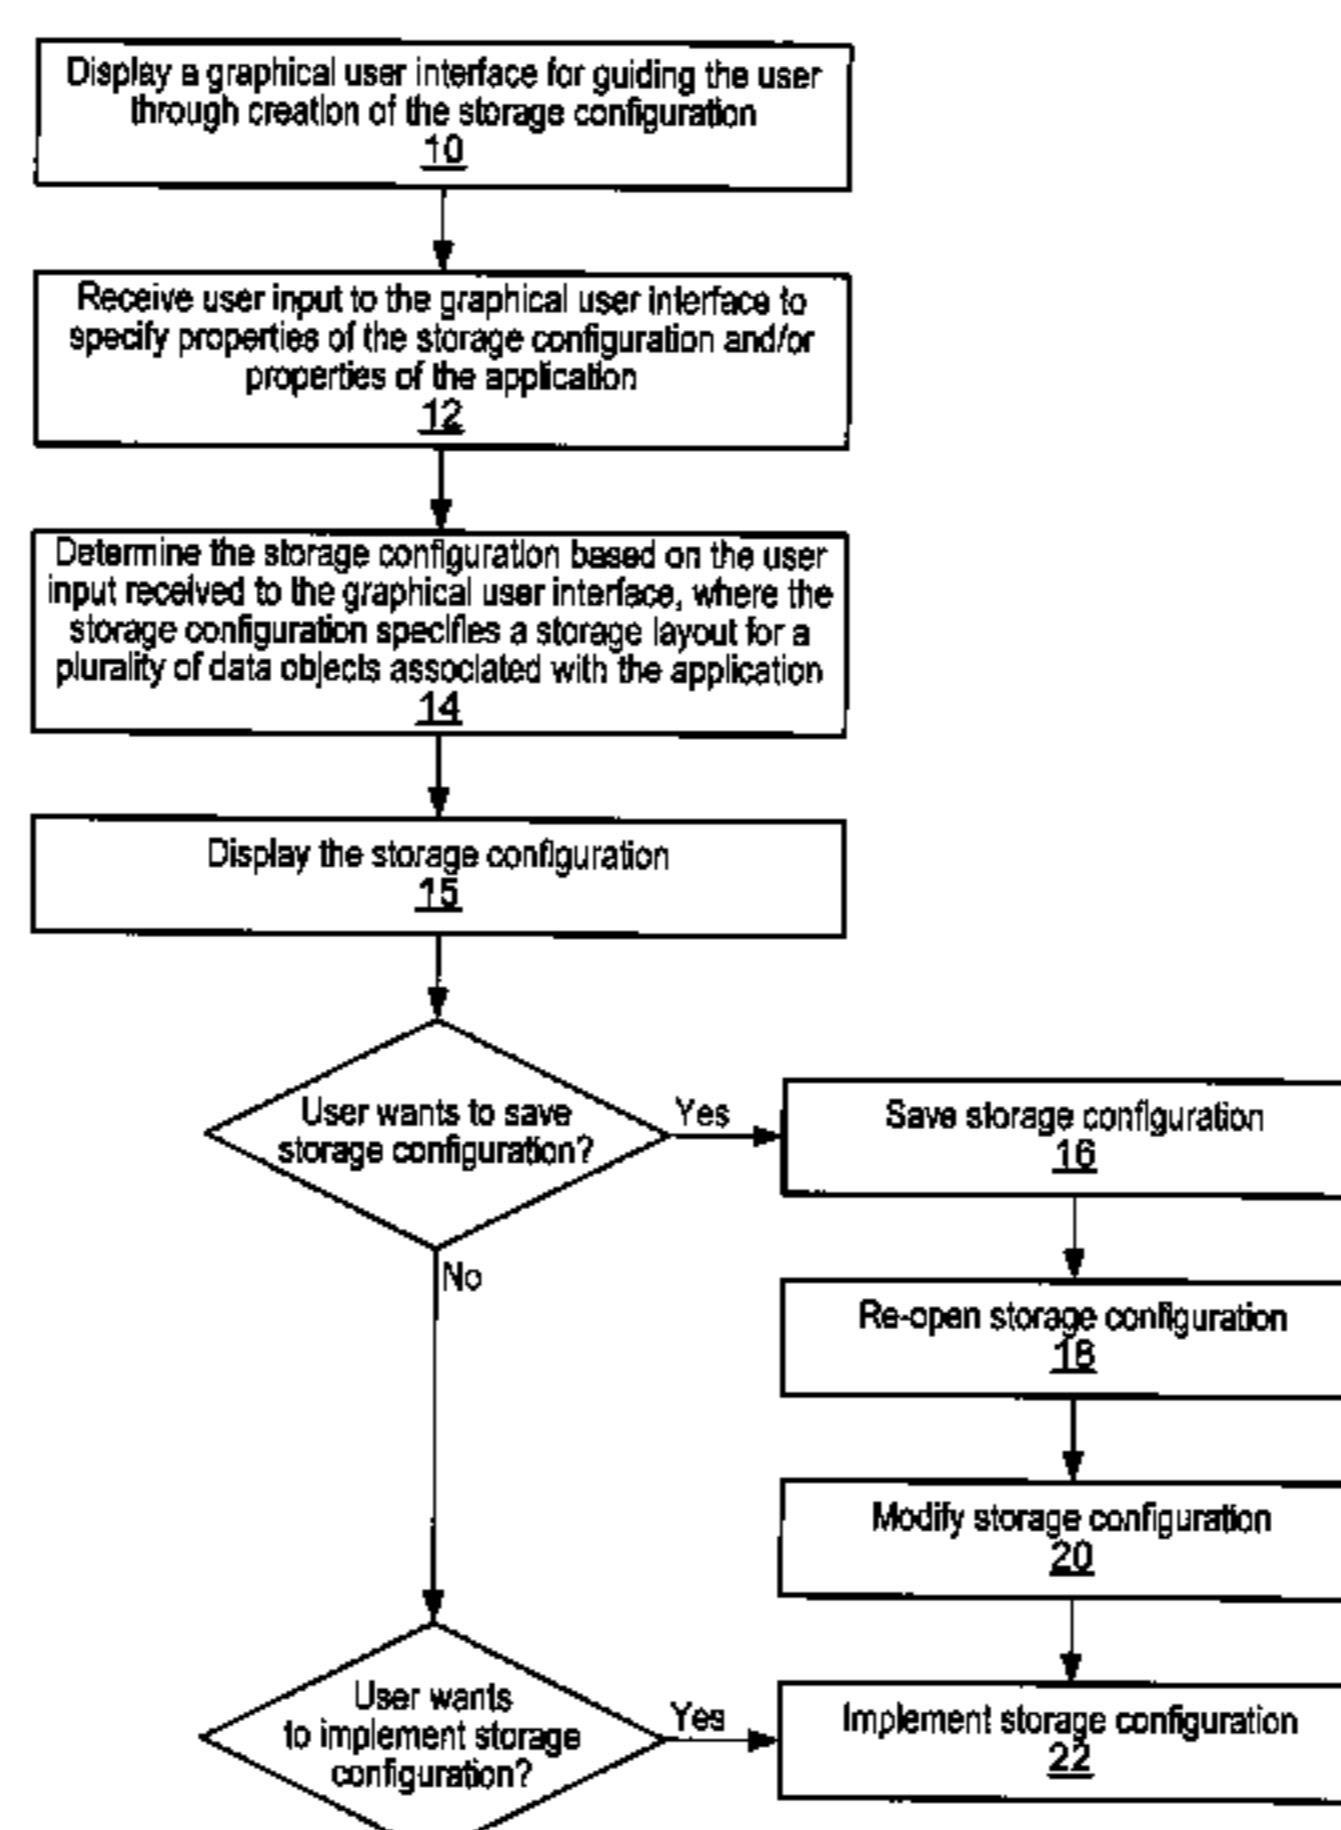 Display a graphical user interface for guiding the user
through creation of the storage configuration
10
Receive user input to the graphical user interface to
specify properties of the storage configuration and/or
properties of the application
12
Determine the storage configuration based on the user
input received to the graphical user interface, where the
storage configuration specifies a storage layout for a
plurality of data objects associated with the application
14
Display the storage configuration
15
User wants to save
storage configuration?
Yes
Save storage configuration
16
No
Re-open storage configuration
18
Modify storage configuration
20
User wants
to implement storage
configuration?
Yes
Implement storage configuration
22